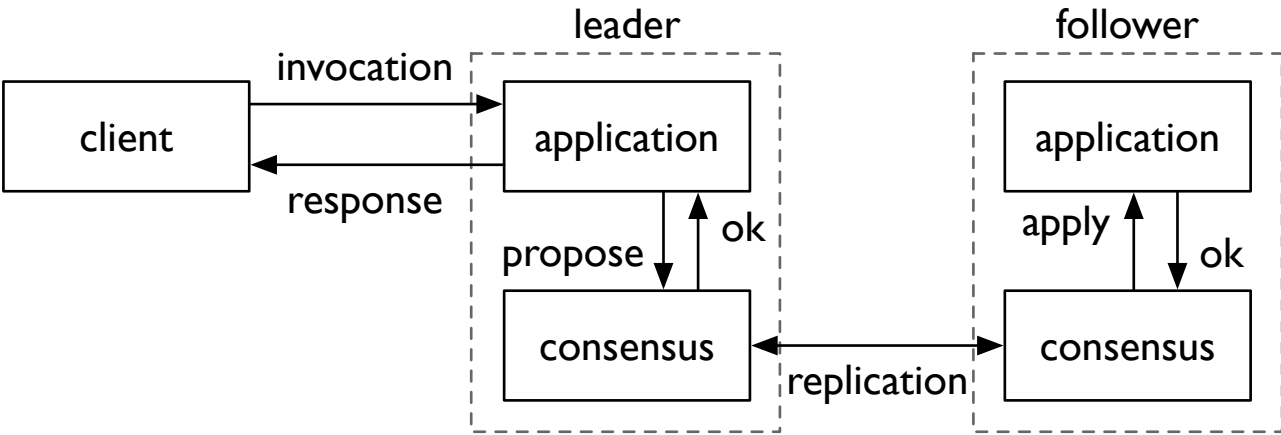 leader
follower
invocation
client
application
application
response
propose
ok
apply
ok
consensus
consensus
replication